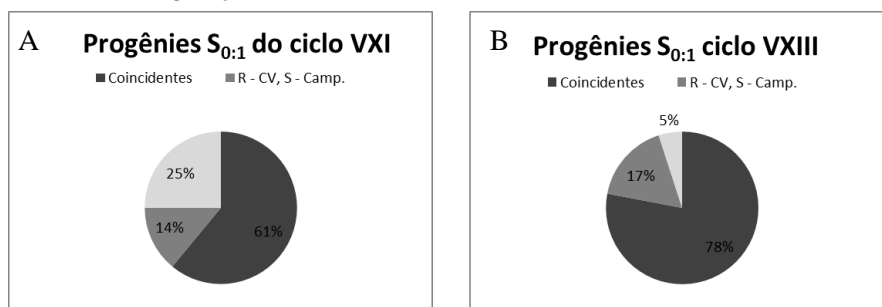 A
Progênies S0:1 do ciclo VXI
Coincidentes R - CV, S - Camp.
25%
14%
61%
B
Progênies S0:1 ciclo VXIII
Coincidentes R - CV, S - Camp.
5%
17%
78%